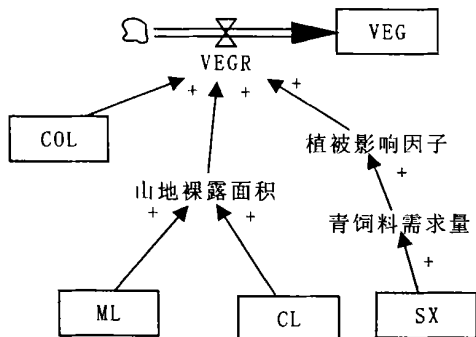 VEG
VEGR
+ + + +
COL
植被影响因子
山地裸露面积
+
+ +
青饲料需求量
+
ML
CL
SX